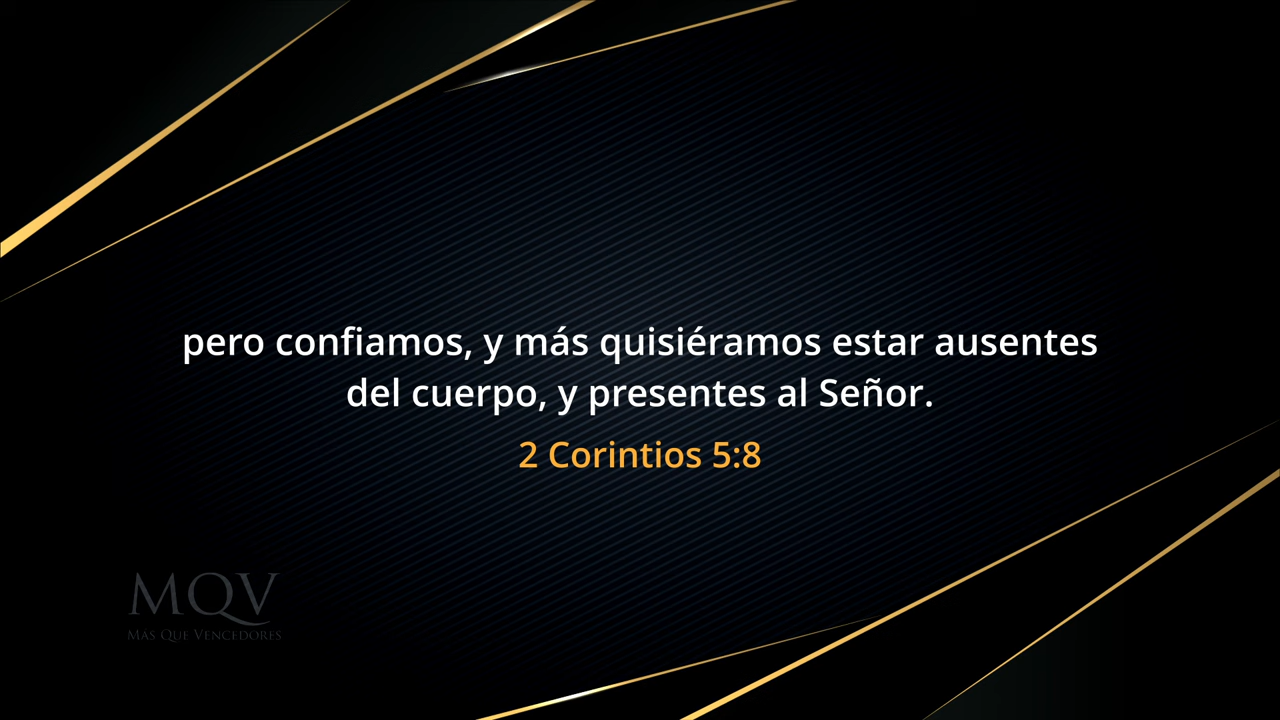 pero confiamos, y más quisiéramos estar ausentes
del cuerpo, y presentes al Señor.
2 Corintios 5:8
MQV
MAS QUE VENCEDORES